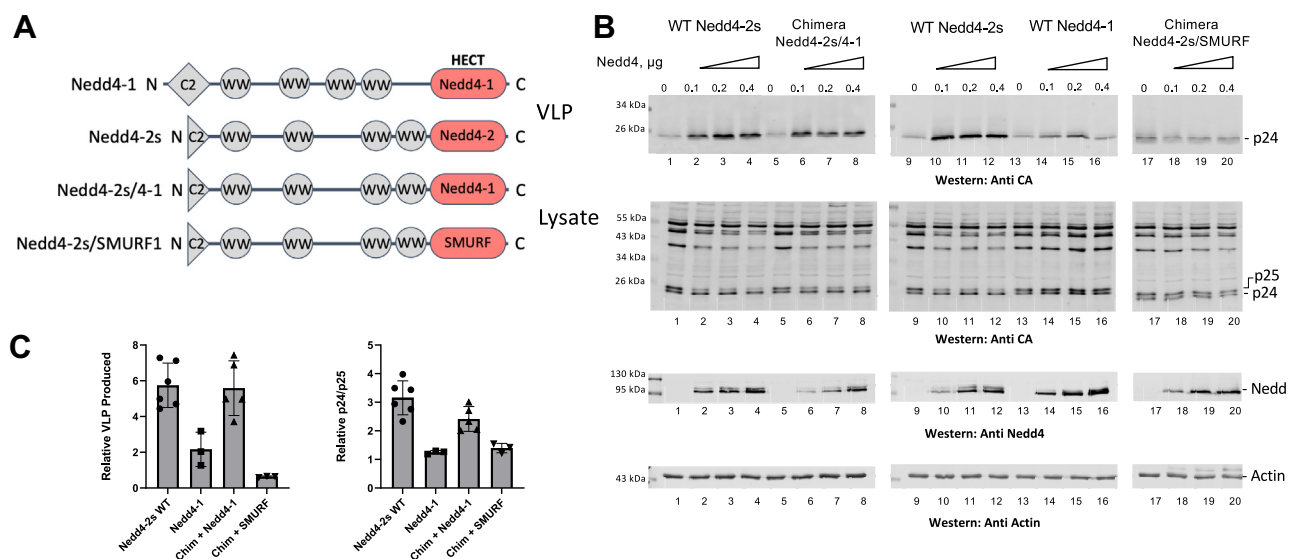 A
HECT
Nedd4-1 N C2 WW WW WW WW Nedd4-1 C
Nedd4-2s N C2 WW WW WW WW Nedd4-2 C
Nedd4-2s/4-1 N C2 WW WW WW WW Nedd4-1 C
Nedd4-2s/SMURF1 N C2 WW WW WW WW SMURF C
B
WT Nedd4-2s Chimera Nedd4-2s/4-1 WT Nedd4-2s WT Nedd4-1 Chimera Nedd4-2s/SMURF
Nedd4, µg
0 0.1 0.2 0.4 0 0.1 0.2 0.4 0 0.1 0.2 0.4 0 0.1 0.2 0.4 0 0.1 0.2 0.4
VLP
34 kDa
26 kDa
- p24
1 2 3 4 5 6 7 8 9 10 11 12 13 14 15 16 17 18 19 20
Western: Anti CA
Lysate
55 kDa
43 kDa
34 kDa
26 kDa
p25
p24
1 2 3 4 5 6 7 8 9 10 11 12 13 14 15 16 17 18 19 20
Western: Anti CA
130 kDa
95 kDa
-Nedd
1 2 3 4 5 6 7 8 9 10 11 12 13 14 15 16 17 18 19 20
Western: Anti Nedd4
43 kDa
-Actin
1 2 3 4 5 6 7 8 9 10 11 12 13 14 15 16 17 18 19 20
Western: Anti Actin
C
Relative VLP Produced
8
6
4
2
0
Nedd4-2s WT
Nedd4-1
Chim + Nedd4-1
Chim + SMURF
Relative p24/p25
5
4
3
2
1
0
Nedd4-2s WT
Nedd4-1
Chim + Nedd4-1
Chim + SMURF